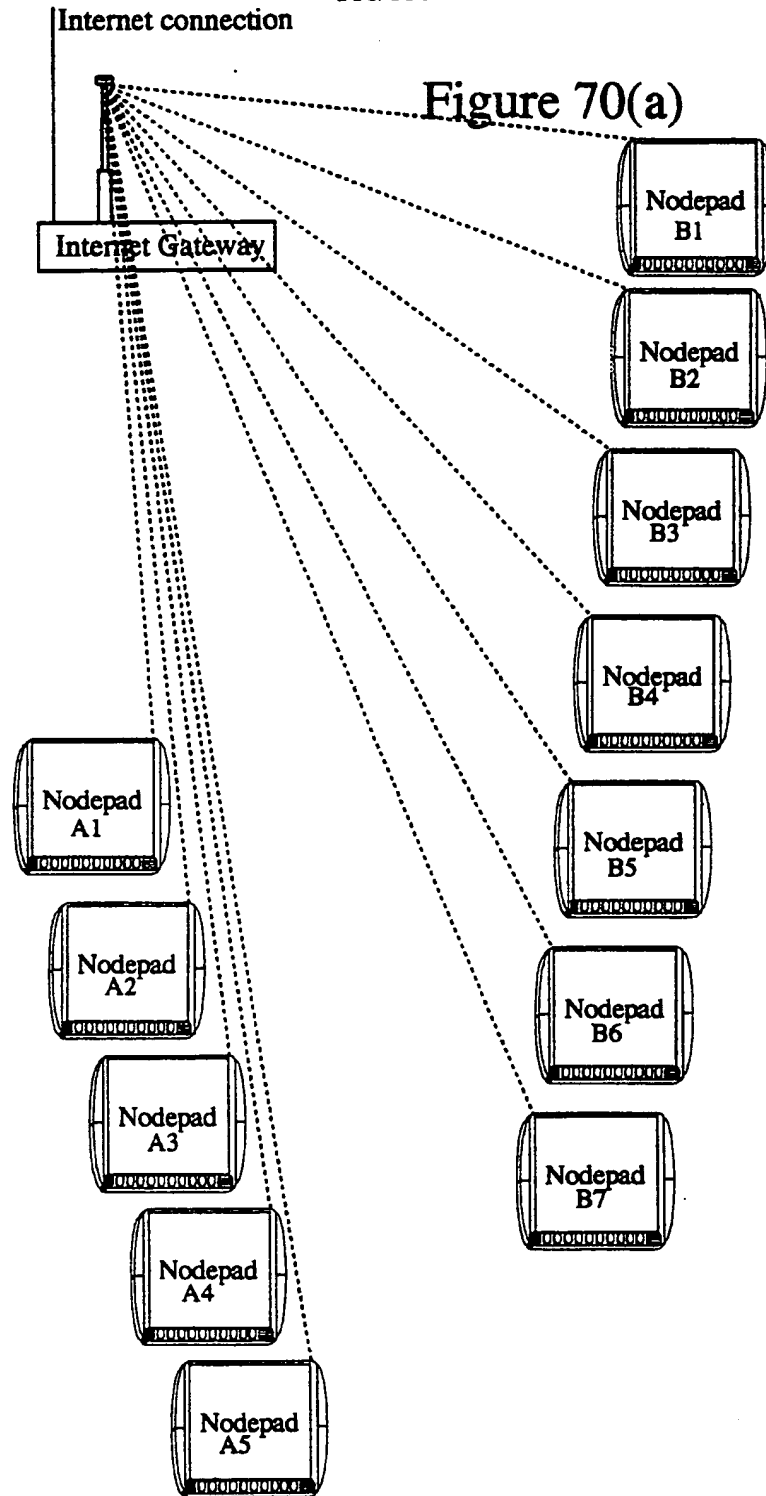 Internet connection
Figure 70(a)
Internet Gateway
Nodepad
B1
Nodepad
B2
Nodepad
B3
Nodepad
B4
Nodepad
B5
Nodepad
B6
Nodepad
B7
Nodepad
A1
Nodepad
A2
Nodepad
A3
Nodepad
A4
Nodepad
A5